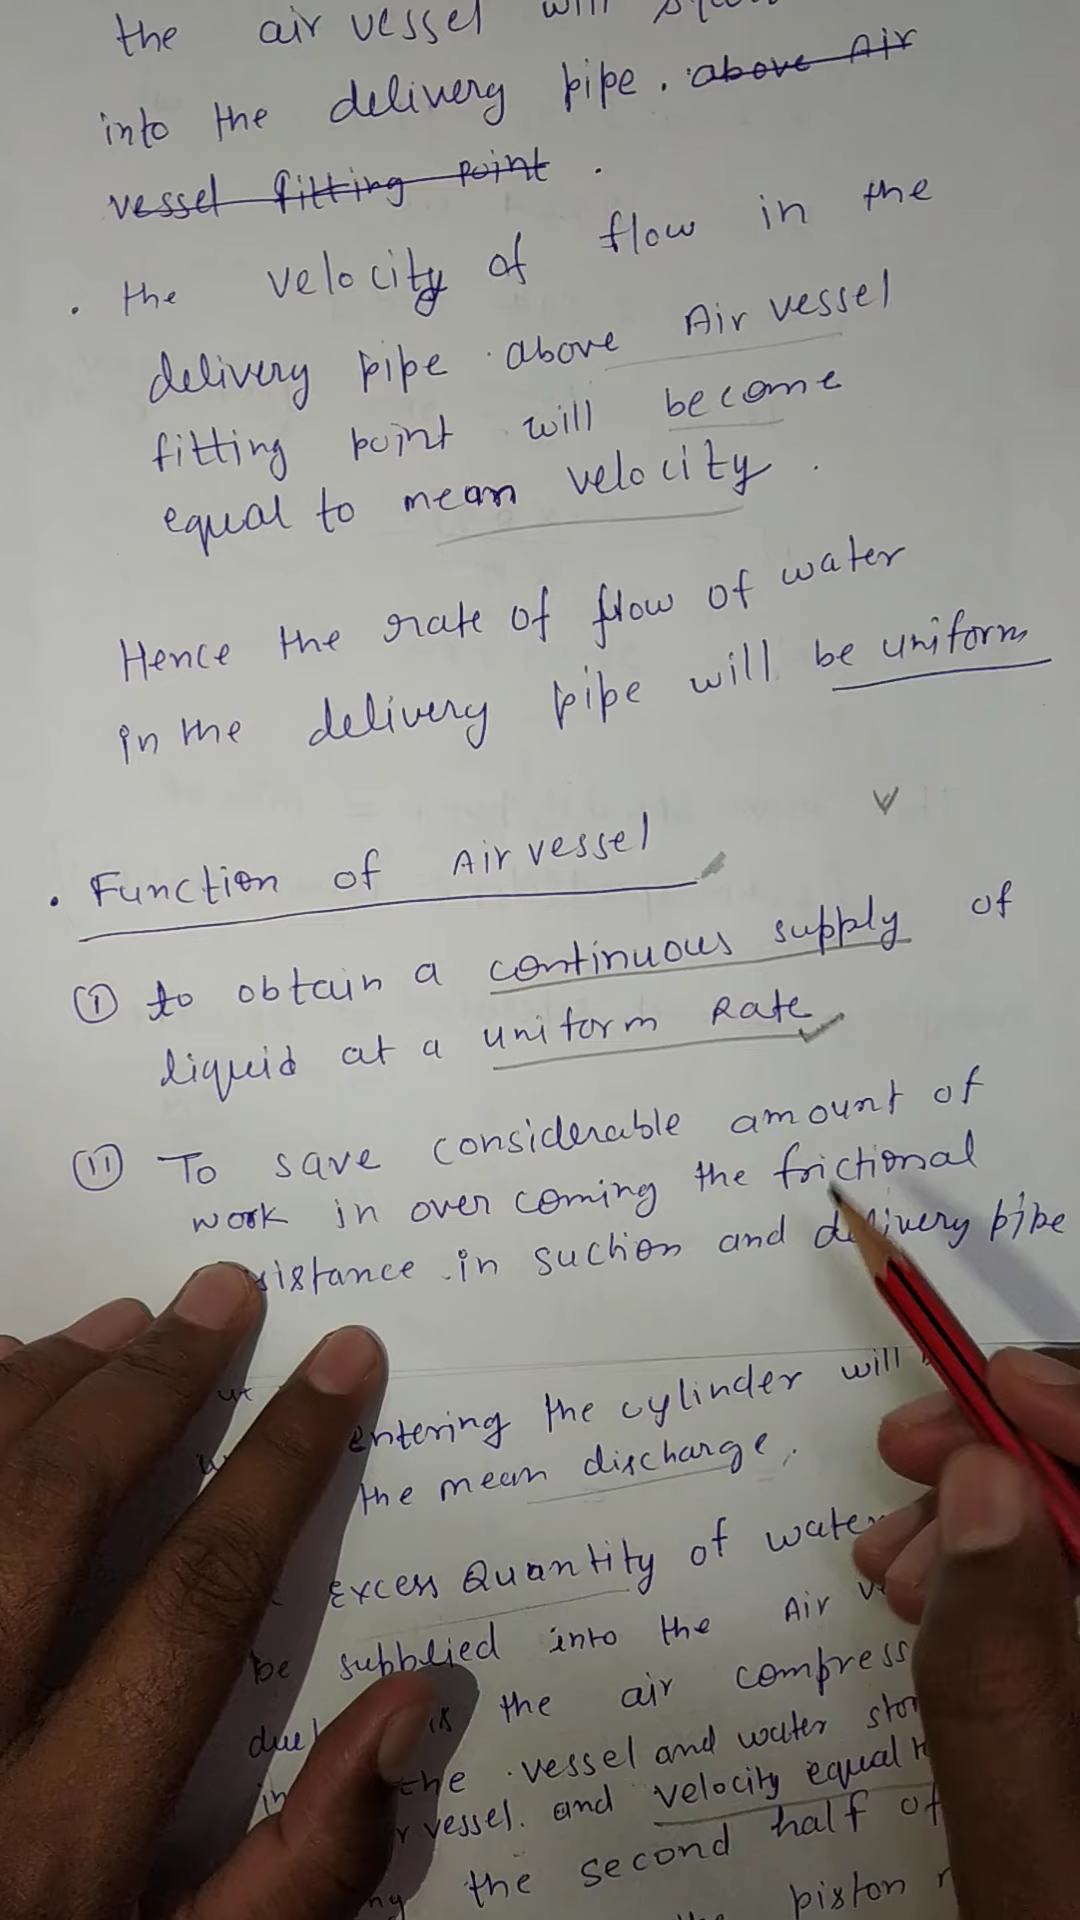 the air vessel will
into the delivery pipe. above Air
vessel fitting point.
. the velocity of flow in the
delivery pipe above Air vessel
fitting point will become
equal to mean velocity.
Hence the rate of flow of water
in the delivery pipe will be uniform
. Function of Air vessel
(I) to obtain a continuous supply of
liquid at a uniform Rate
(II) To save considerable amount of
work in over coming the frictional
sistance in suction and delivery pipe
entering the cylinder will
the mean discharge.
Excess Quantity of water
be supplied into the Air
the air compress
the vessel and water stor
vessel. and velocity equal
the second half of
piston